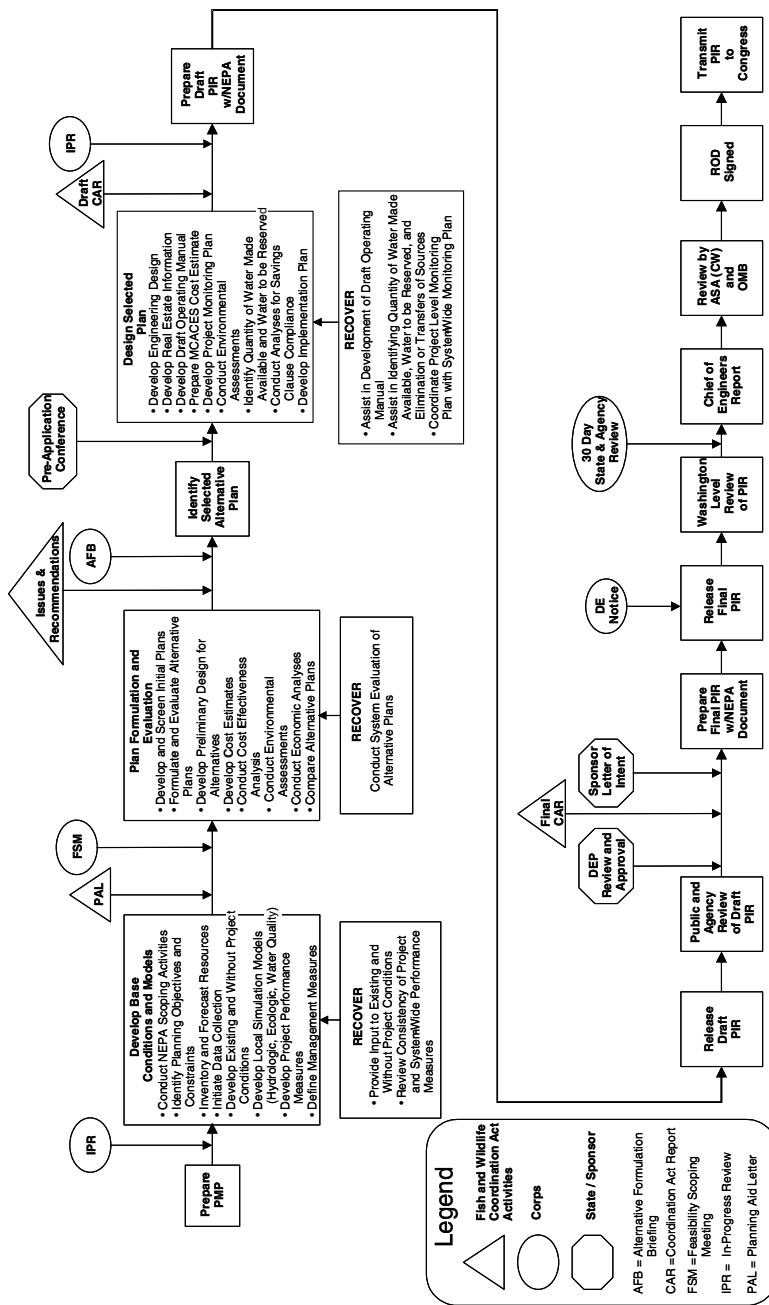 IPR
Prepare
PMP
Develop Base
Conditions and Models
• Conduct NEPA Scoping Activities
• Identify Planning Objectives and
Constraints
• Inventory and Forecast Resources
• Initiate Data Collection
• Develop Existing and Without Project
Conditions
• Develop Local Simulation Models
(Hydrologic, Ecologic, Water Quality)
• Develop Project Performance
Measures
• Define Management Measures
RECOVER
• Provide Input to Existing and
Without Project Conditions
• Review Consistency of Project
and SystemWide Performance
Measures
PAL
FSM
Plan Formulation and
Evaluation
• Develop and Screen Initial Plans
• Formulate and Evaluate Alternative
Plans
• Develop Preliminary Design for
Alternatives
• Develop Cost Estimates
• Conduct Cost Effectiveness
Analysis
• Conduct Environmental
Assessments
• Conduct Economic Analyses
• Compare Alternative Plans
RECOVER
Conduct System Evaluation of
Alternative Plans
Issues &
Recommendations
AFB
Identify
Selected
Alternative
Plan
Pre-Application
Conference
Design Selected
Plan
• Develop Engineering Design
• Develop Real Estate Information
• Develop Draft Operating Manual
• Prepare MCACES Cost Estimate
• Develop Project Monitoring Plan
• Conduct Environmental
Assessments
• Identify Quantity of Water Made
Available and Water to be Reserved
• Conduct Analyses for Savings
Clause Compliance
• Develop Implementation Plan
RECOVER
• Assist in Development of Draft Operating
Manual
• Assist in Identifying Quantity of Water Made
Available, Water to be Reserved, and
Elimination or Transfers of Sources
• Coordinate Project Level Monitoring
Plan with SystemWide Monitoring Plan
Draft
CAR
IPR
Prepare
Draft
PIR
w/NEPA
Document
Release
Draft
PIR
Public and
Agency
Review
of Draft
PIR
DEP
Review and
Approval
Final
CAR
Sponsor
Letter of
Intent
Prepare
Final PIR
w/NEPA
Document
DE
Notice
Release
Final
PIR
Washington
Level
Review
of PIR
30 Day
State & Agency
Review
Chief of
Engineers
Report
Review by
ASA (CW)
and
OMB
ROD
Signed
Transmit
PIR
to
Congress
Legend
Fish and Wildlife
Coordination Act
Activities
Corps
State / Sponsor
AFB = Alternative Formulation
Briefing
CAR =Coordination Act Report
FSM = Feasibility Scoping
Meeting
IPR = In-Progress Review
PAL = Planning Aid Letter